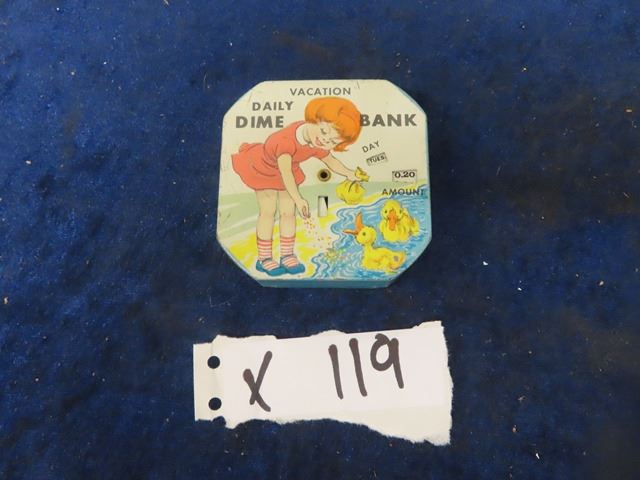 VACATION
DAILY
DIME BANK
DAY
TUES
0.20
AMOUNT
X 119